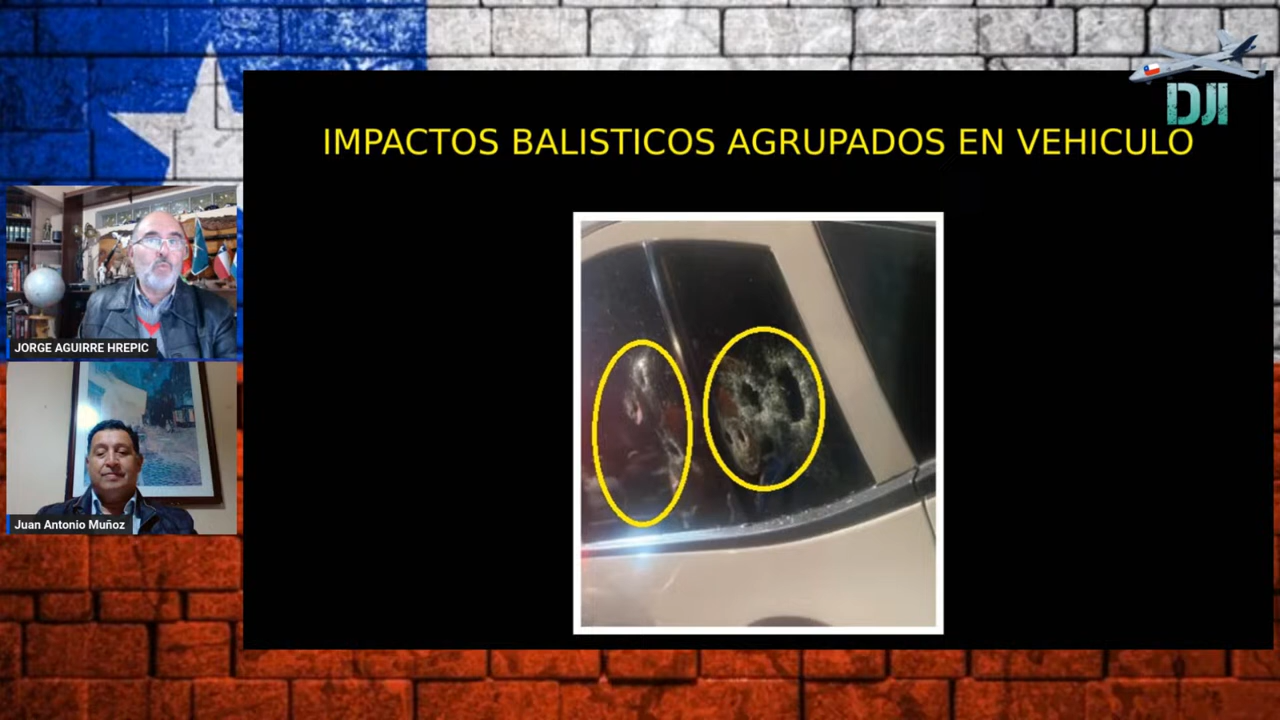 DJI
IMPACTOS BALISTICOS AGRUPADOS EN VEHICULO
JORGE AGUIRRE HREPIC
Juan Antonio Muñoz